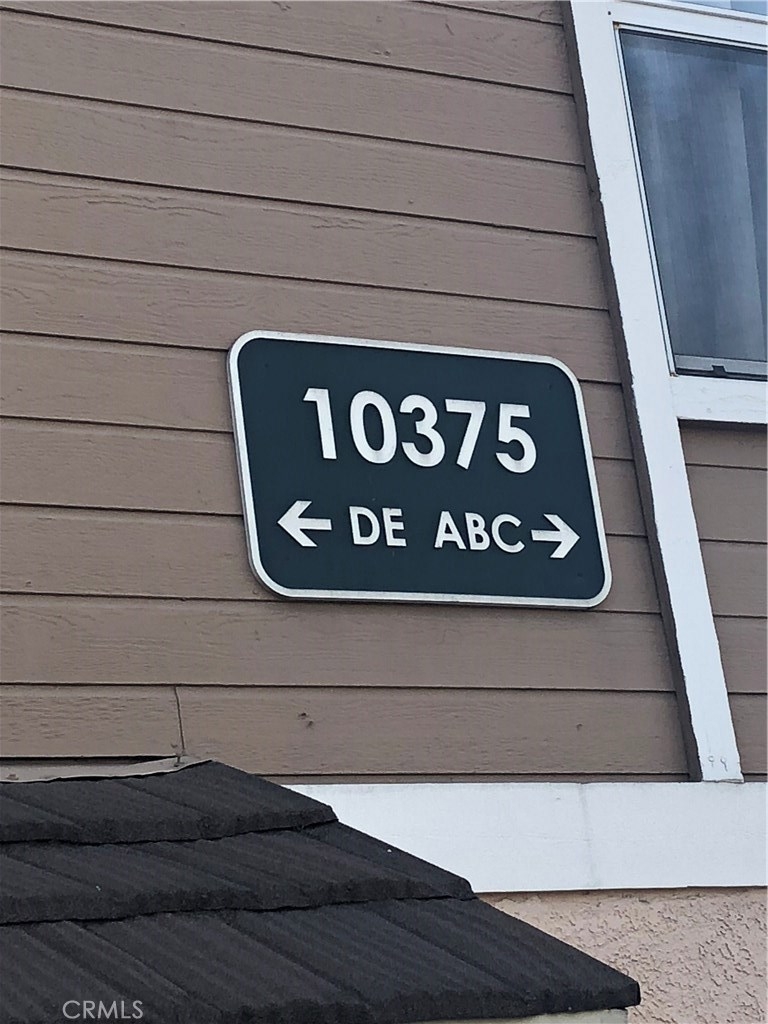 10375
← DE ABC →
CRMLS